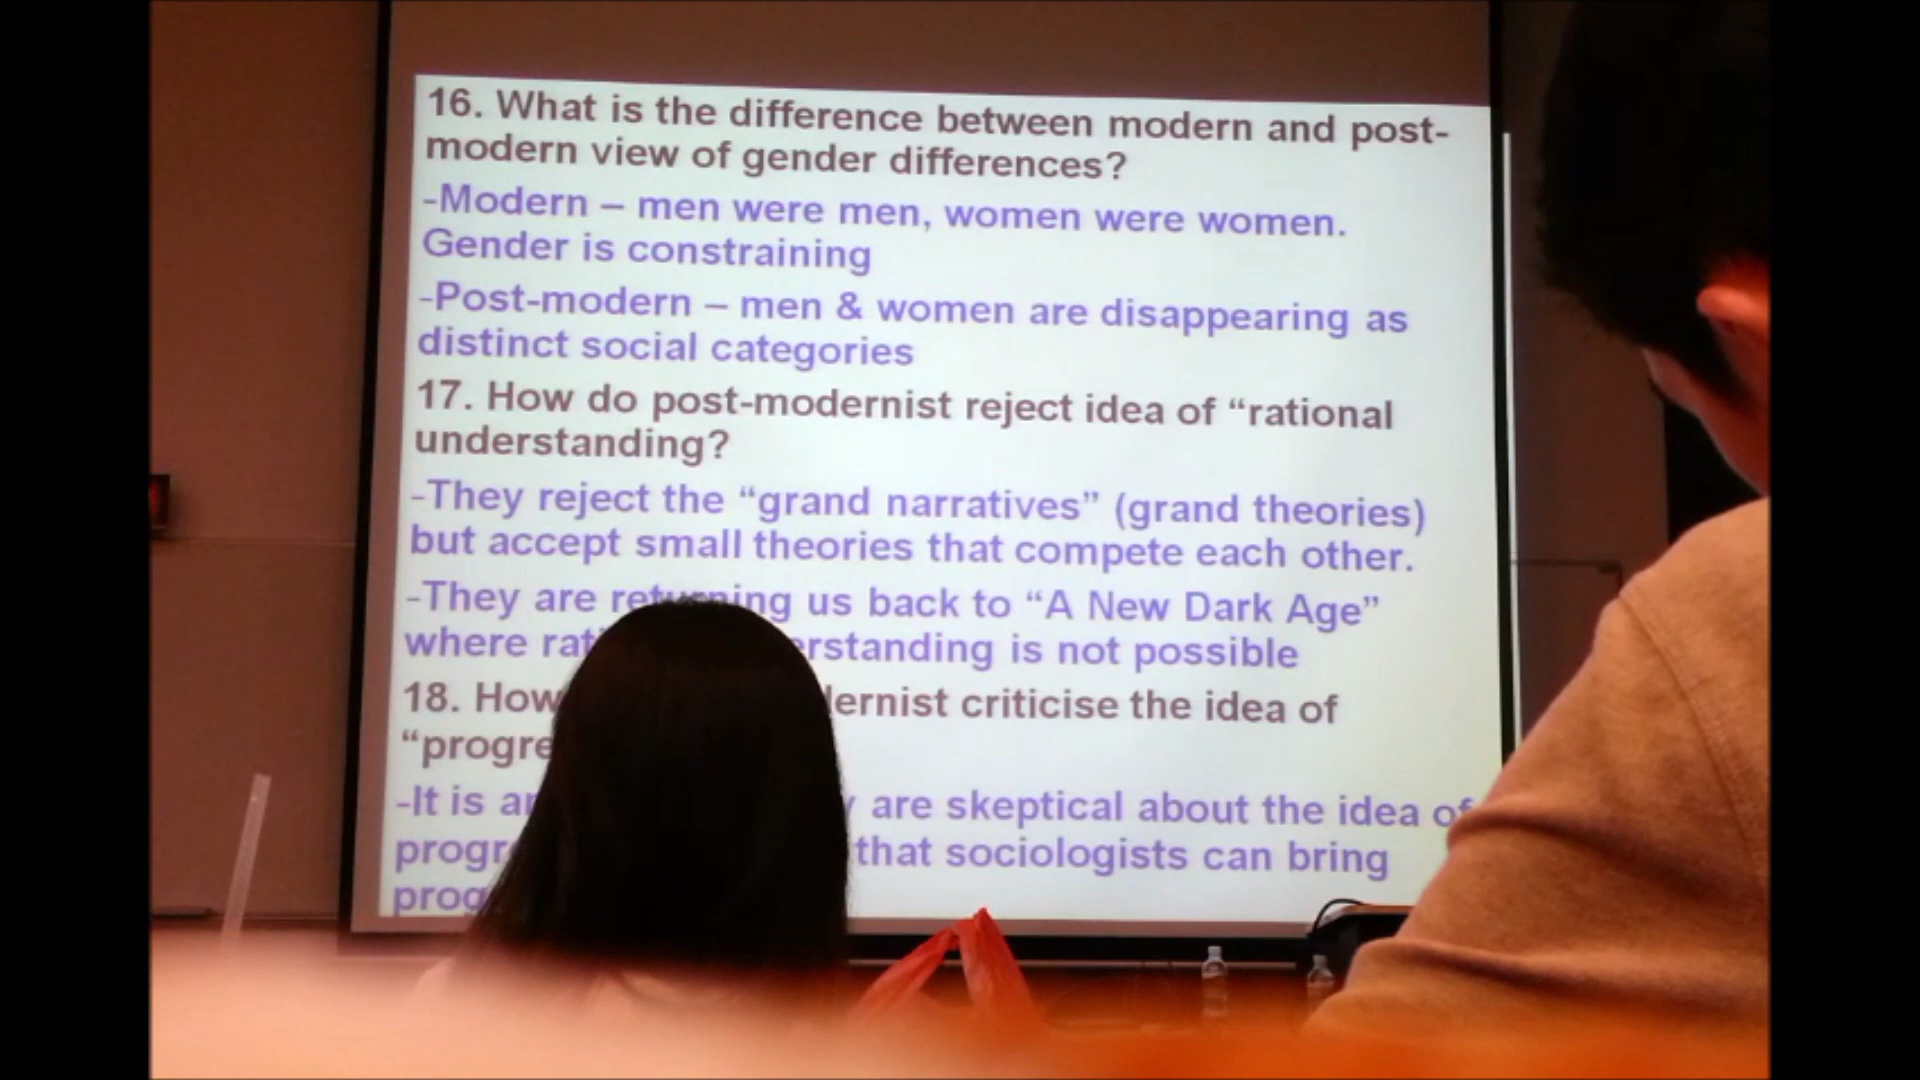 16. What is the difference between modern and post-
modern view of gender differences?
-Modern – men were men, women were women.
Gender is constraining
-Post-modern – men & women are disappearing as
distinct social categories
17. How do post-modernist reject idea of “rational
understanding?
-They reject the “grand narratives” (grand theories)
but accept small theories that compete each other.
-They are returning us back to “A New Dark Age”
where is not possible
18. How criticise the idea of
-It is are skeptical about the idea of
that sociologists can bring